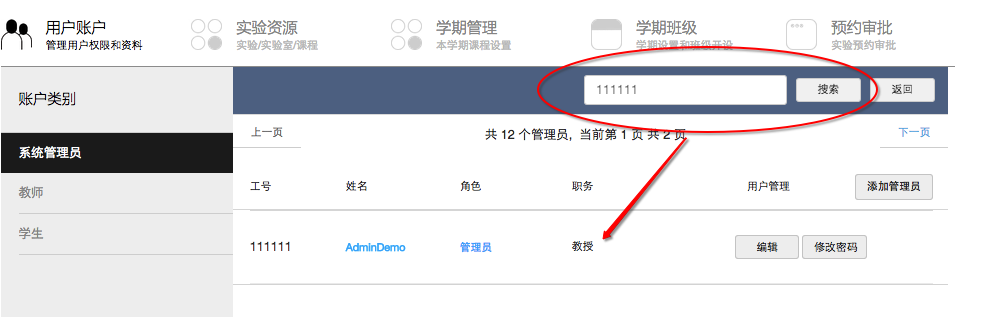 用户账户
管理用户权限和资料
实验资源
实验/实验室/课程
学期管理
本学期课程设置
学期班级
学期设置和班级开设
预约审批
实验预约审批
账户类别
111111
搜索
返回
上一页
共 12 个管理员，当前第 1 页 共 2 页
下一页
系统管理员
教师
学生
工号
姓名
角色
职务
用户管理
添加管理员
111111
AdminDemo
管理员
教授
编辑
修改密码